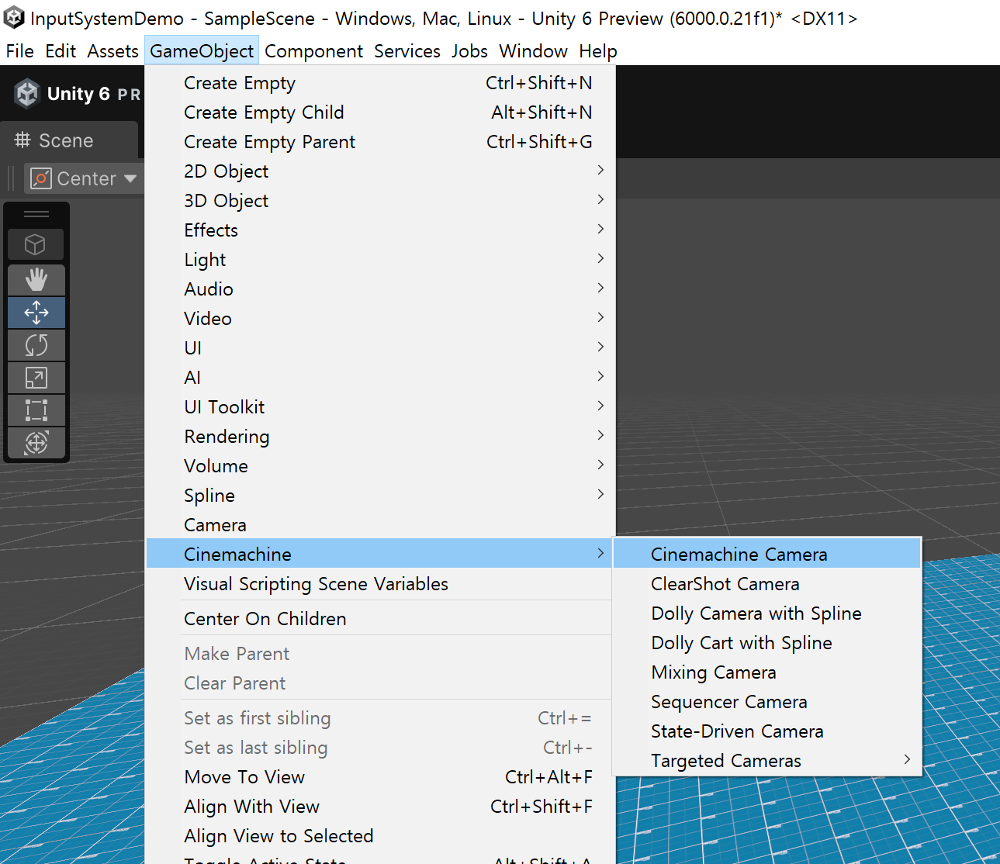 InputSystemDemo - SampleScene - Windows, Mac, Linux - Unity 6 Preview (6000.0.21f1)* <DX11>
File Edit Assets GameObject Component Services Jobs Window Help
Unity 6 PR
Scene
Center
Create Empty Ctrl+Shift+N
Create Empty Child Alt+Shift+N
Create Empty Parent Ctrl+Shift+G
2D Object
3D Object
Effects
Light
Audio
Video
UI
AI
UI Toolkit
Rendering
Volume
Spline
Camera
Cinemachine
Visual Scripting Scene Variables
Center On Children
Make Parent
Clear Parent
Set as first sibling Ctrl+=
Set as last sibling Ctrl+-
Move To View Ctrl+Alt+F
Align With View Ctrl+Shift+F
Align View to Selected
Toggle Active State Alt+Shift+A
Cinemachine Camera
ClearShot Camera
Dolly Camera with Spline
Dolly Cart with Spline
Mixing Camera
Sequencer Camera
State-Driven Camera
Targeted Cameras